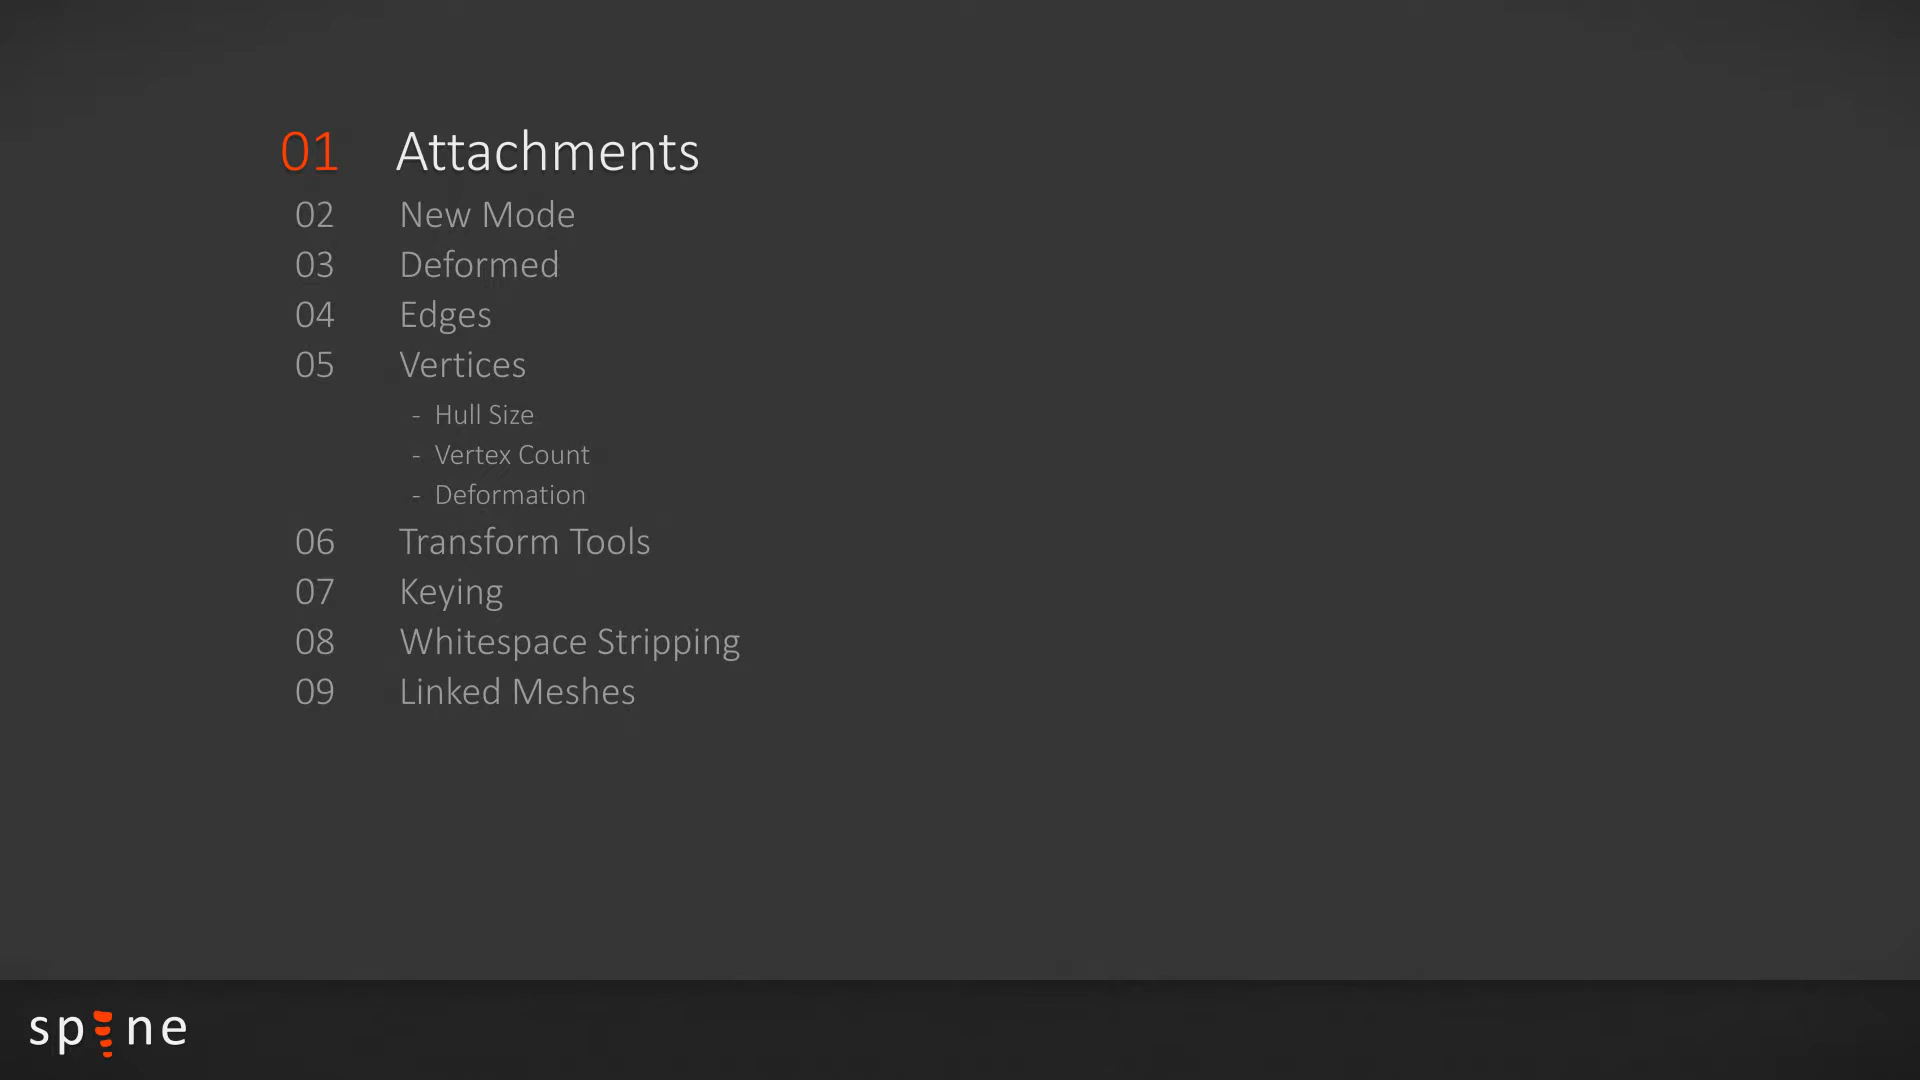 01 Attachments
02 New Mode
03 Deformed
04 Edges
05 Vertices
- Hull Size
- Vertex Count
- Deformation
06 Transform Tools
07 Keying
08 Whitespace Stripping
09 Linked Meshes
spine